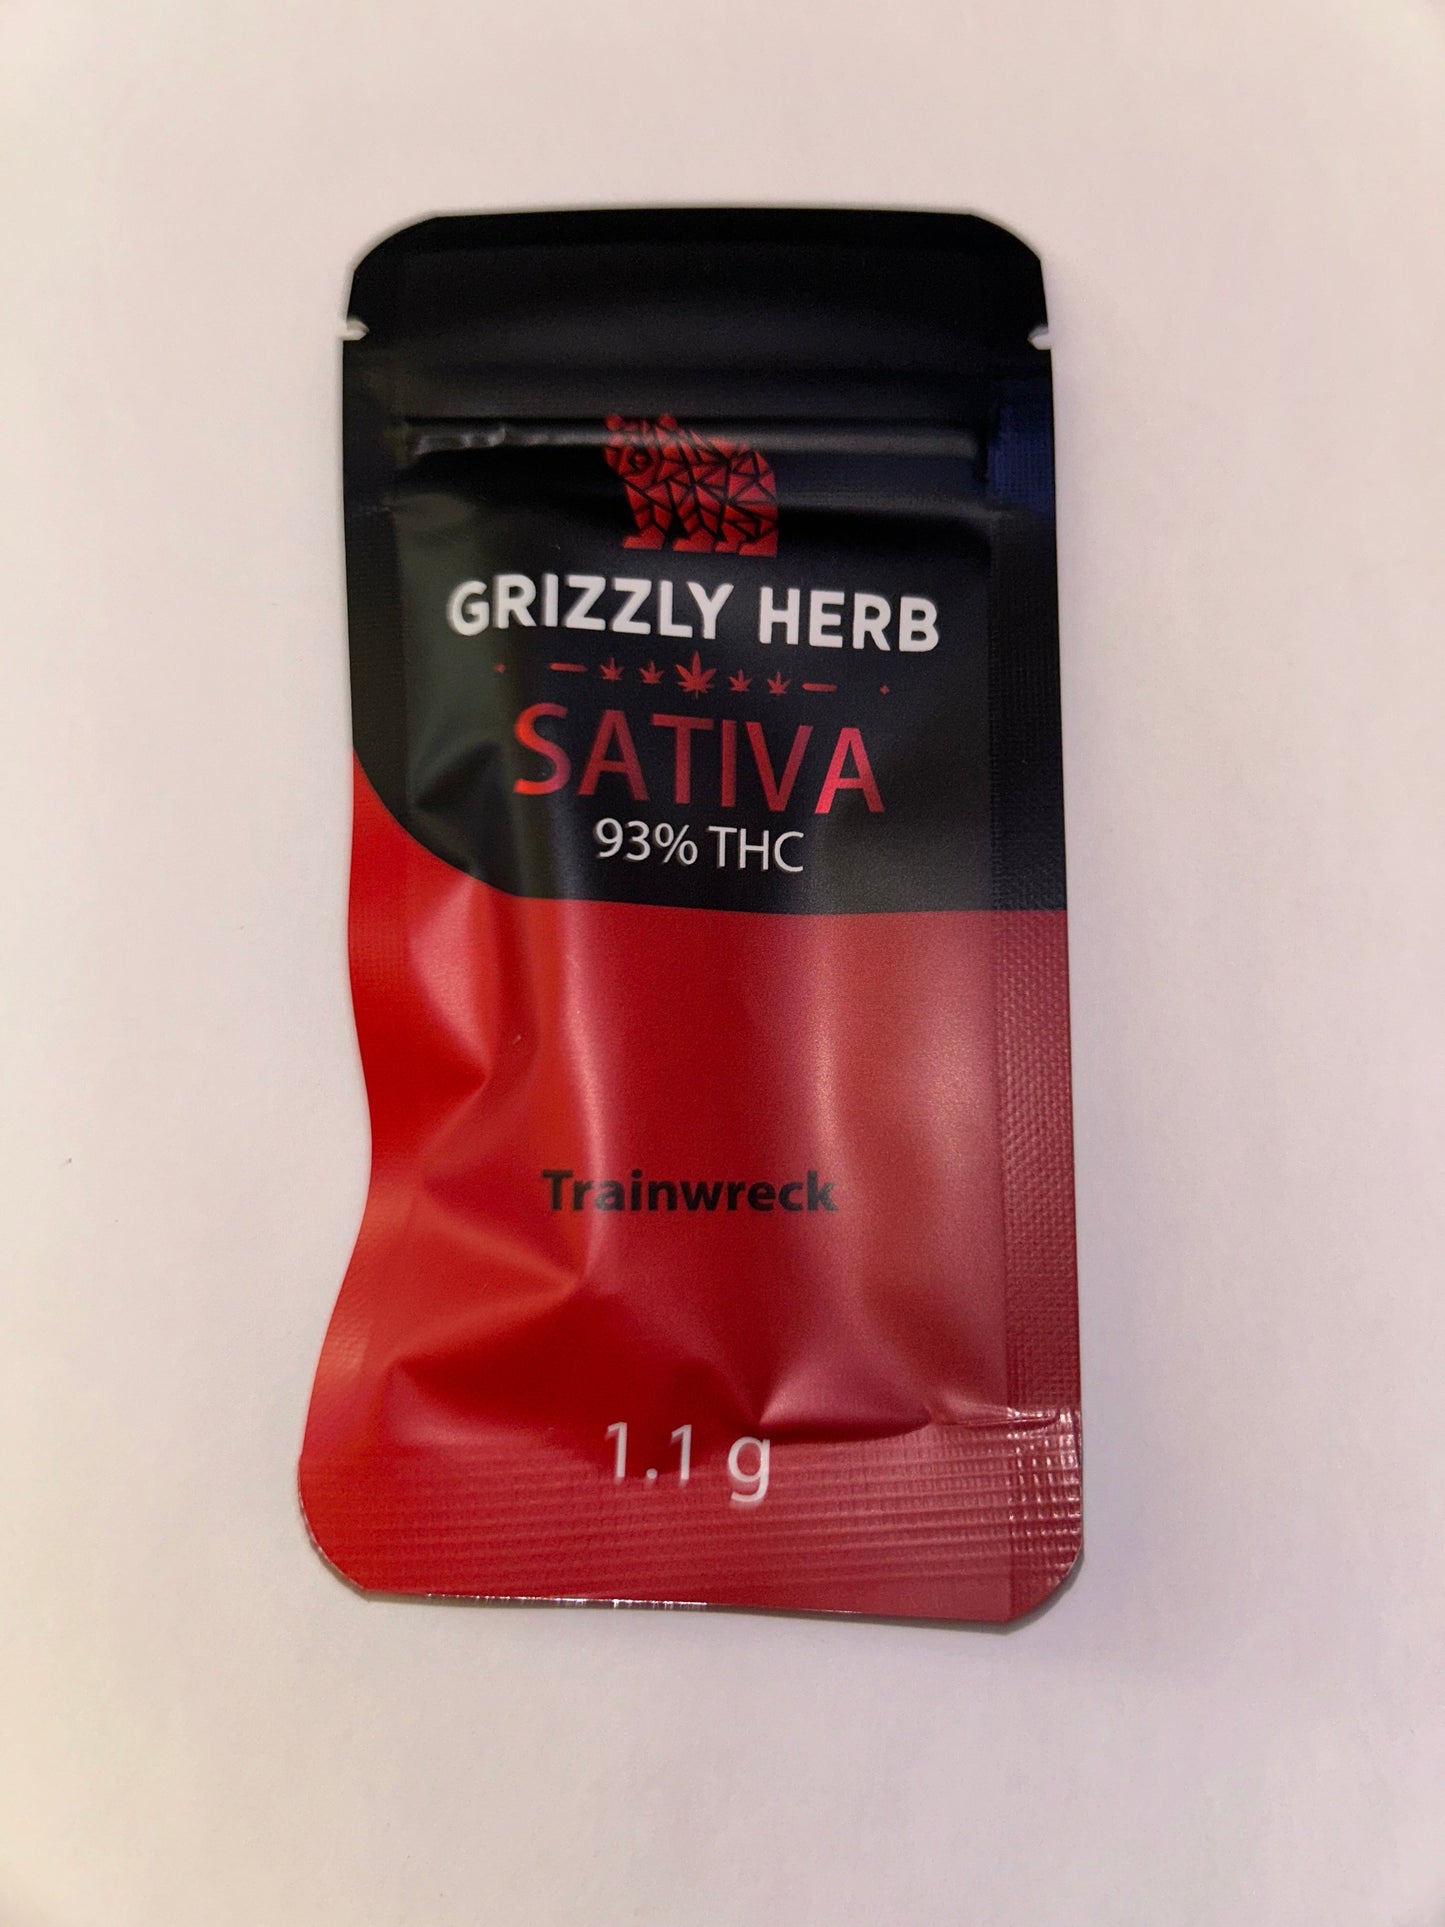 GRIZZLY HERB
SATIVA
93% THC
Trainwreck
1.1 g